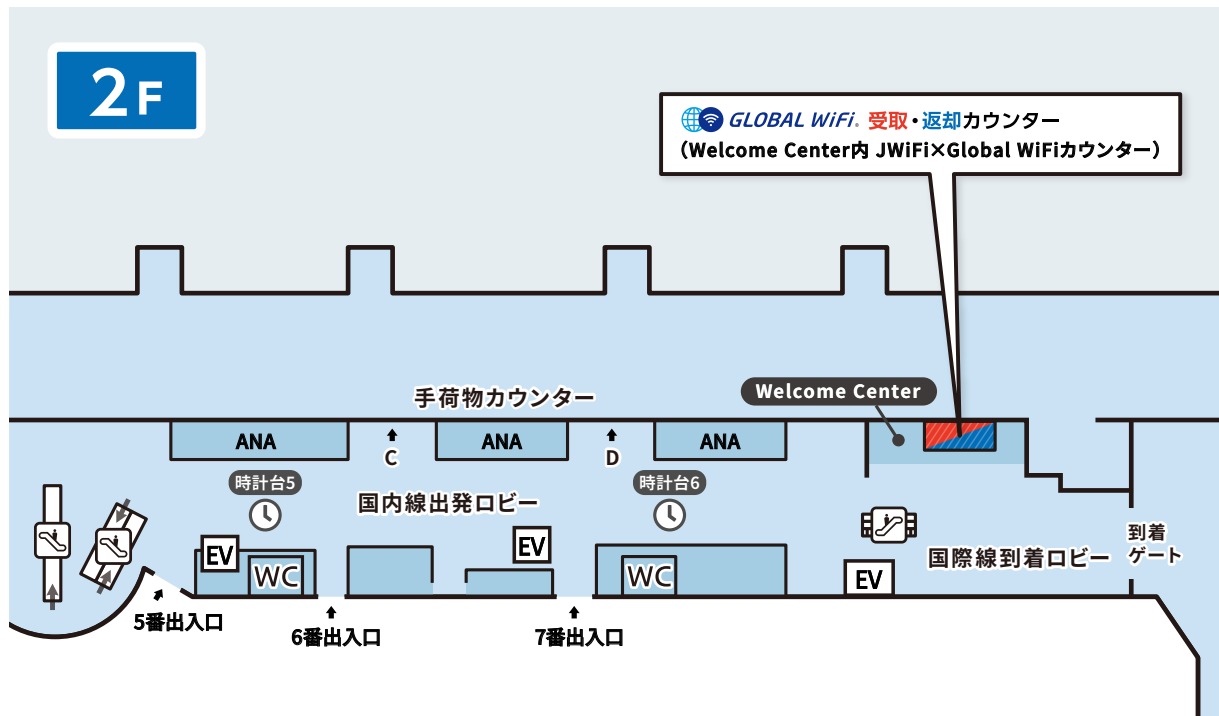 2F
GLOBAL WiFi. 受取・返却カウンター
（Welcome Center内 JWiFi×Global WiFiカウンター）
手荷物カウンター
Welcome Center
ANA
C
ANA
D
ANA
時計台5
国内線出発ロビー
時計台6
EV
WC
EV
WC
EV
国際線到着ロビー
到着
ゲート
5番出入口
6番出入口
7番出入口